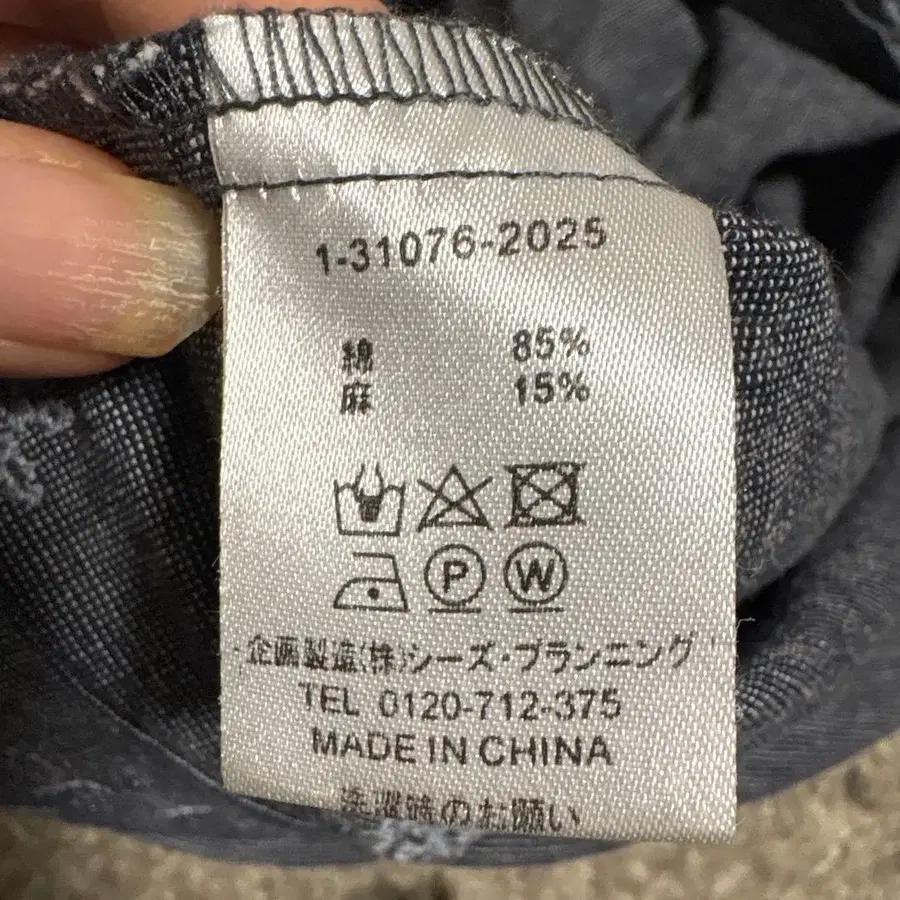 1-31076-2025
綿 85%
麻 15%
P W
企画製造(株)シーズ・プランニング
TEL 0120-712-375
MADE IN CHINA
洗濯時のお願い